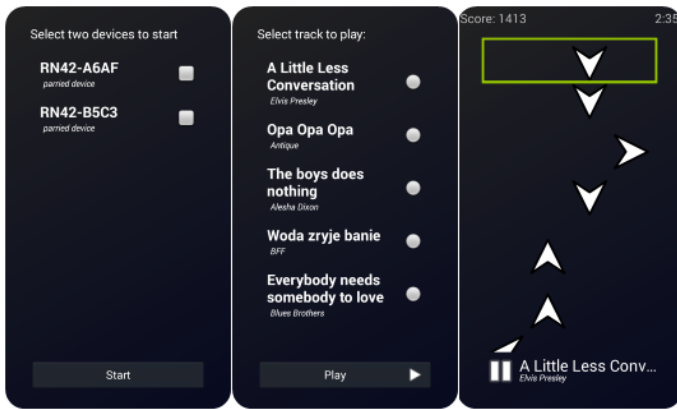 Select two devices to start
RN42-A6AF
parried device
RN42-B5C3
parried device
Start
Select track to play:
A Little Less
Conversation
Elvis Presley
Opa Opa Opa
Antique
The boys does
nothing
Alesha Dixon
Woda zryje banie
BFF
Everybody needs
somebody to love
Blues Brothers
Play
Score: 1413
2:35
A Little Less Conv...
Elvis Presley